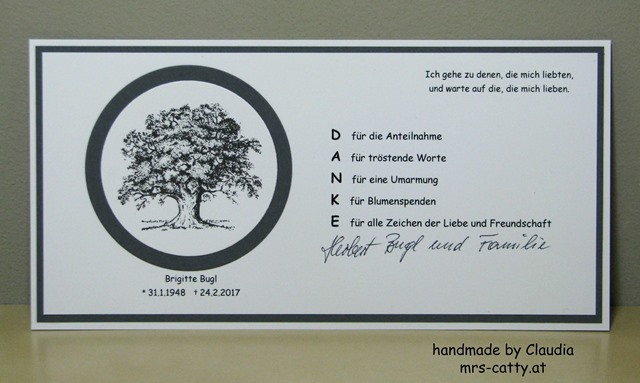 Ich gehe zu denen, die mich liebten,
und warte auf die, die mich lieben.
D für die Anteilnahme
A für tröstende Worte
N für eine Umarmung
K für Blumenspenden
E für alle Zeichen der Liebe und Freundschaft
Herbert Bugl und Familie
Brigitte Bugl
* 31.1.1948 † 24.2.2017
handmade by Claudia
mrs-catty.at